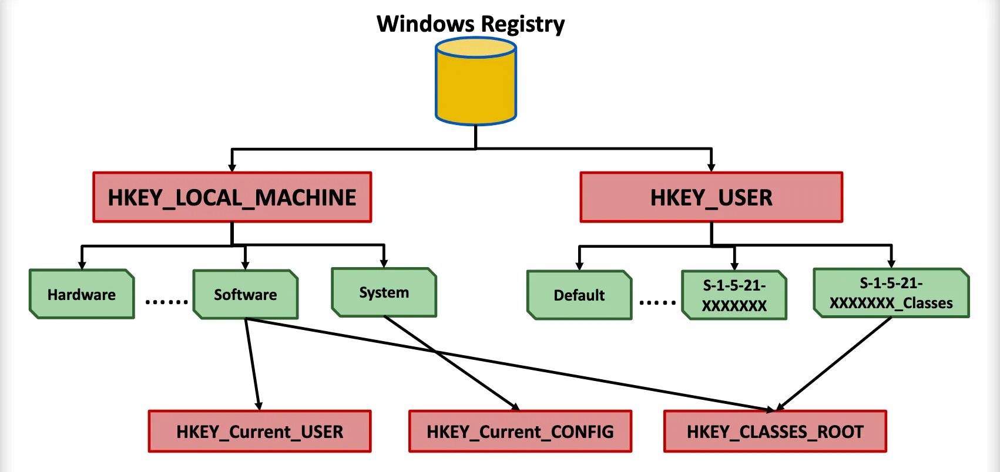 Windows Registry
HKEY_LOCAL_MACHINE
HKEY_USER
Hardware
......
Software
System
Default
.....
S-1-5-21-
XXXXXXX
S-1-5-21-
XXXXXXX_Classes
HKEY_Current_USER
HKEY_Current_CONFIG
HKEY_CLASSES_ROOT